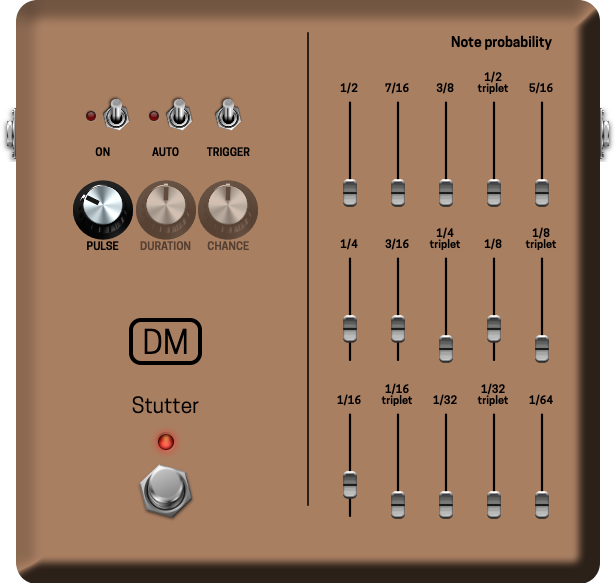 Note probability
1/2 7/16 3/8 1/2 triplet 5/16
ON AUTO TRIGGER
PULSE DURATION CHANCE
1/4 3/16 1/4 triplet 1/8 1/8 triplet
DM
Stutter
1/16 1/16 triplet 1/32 1/32 triplet 1/64